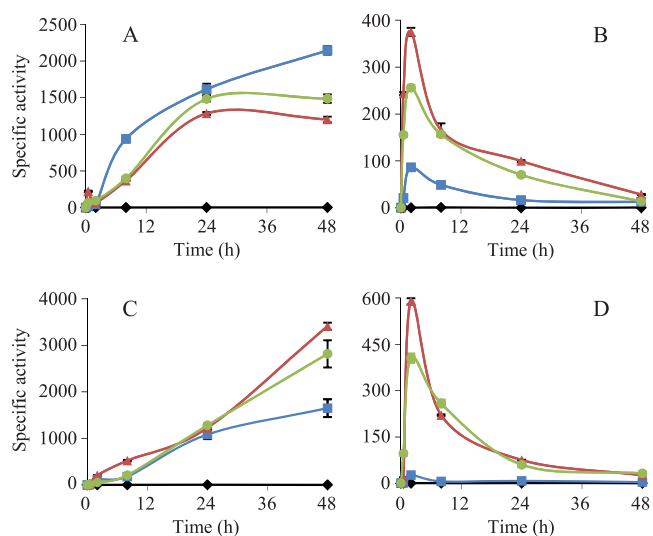 A
2500
2000
1500
1000
500
0
Specific activity
0 12 24 36 48
Time (h)
B
400
300
200
100
0
0 12 24 36 48
Time (h)
C
4000
3000
2000
1000
0
Specific activity
0 12 24 36 48
Time (h)
D
600
450
300
150
0
0 12 24 36 48
Time (h)